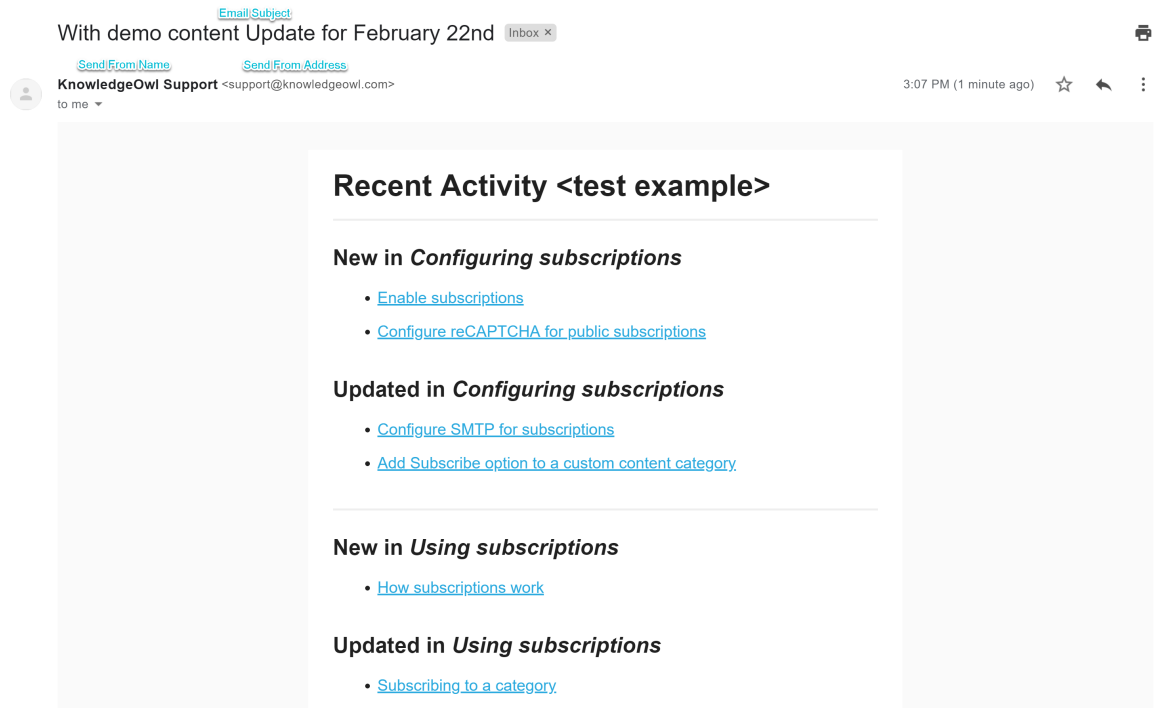 Email Subject
With demo content Update for February 22nd Inbox ×
Send From Name Send From Address
KnowledgeOwl Support <support@knowledgeowl.com> 3:07 PM (1 minute ago)
to me
Recent Activity <test example>
New in Configuring subscriptions
• Enable subscriptions
• Configure reCAPTCHA for public subscriptions
Updated in Configuring subscriptions
• Configure SMTP for subscriptions
• Add Subscribe option to a custom content category
New in Using subscriptions
• How subscriptions work
Updated in Using subscriptions
• Subscribing to a category